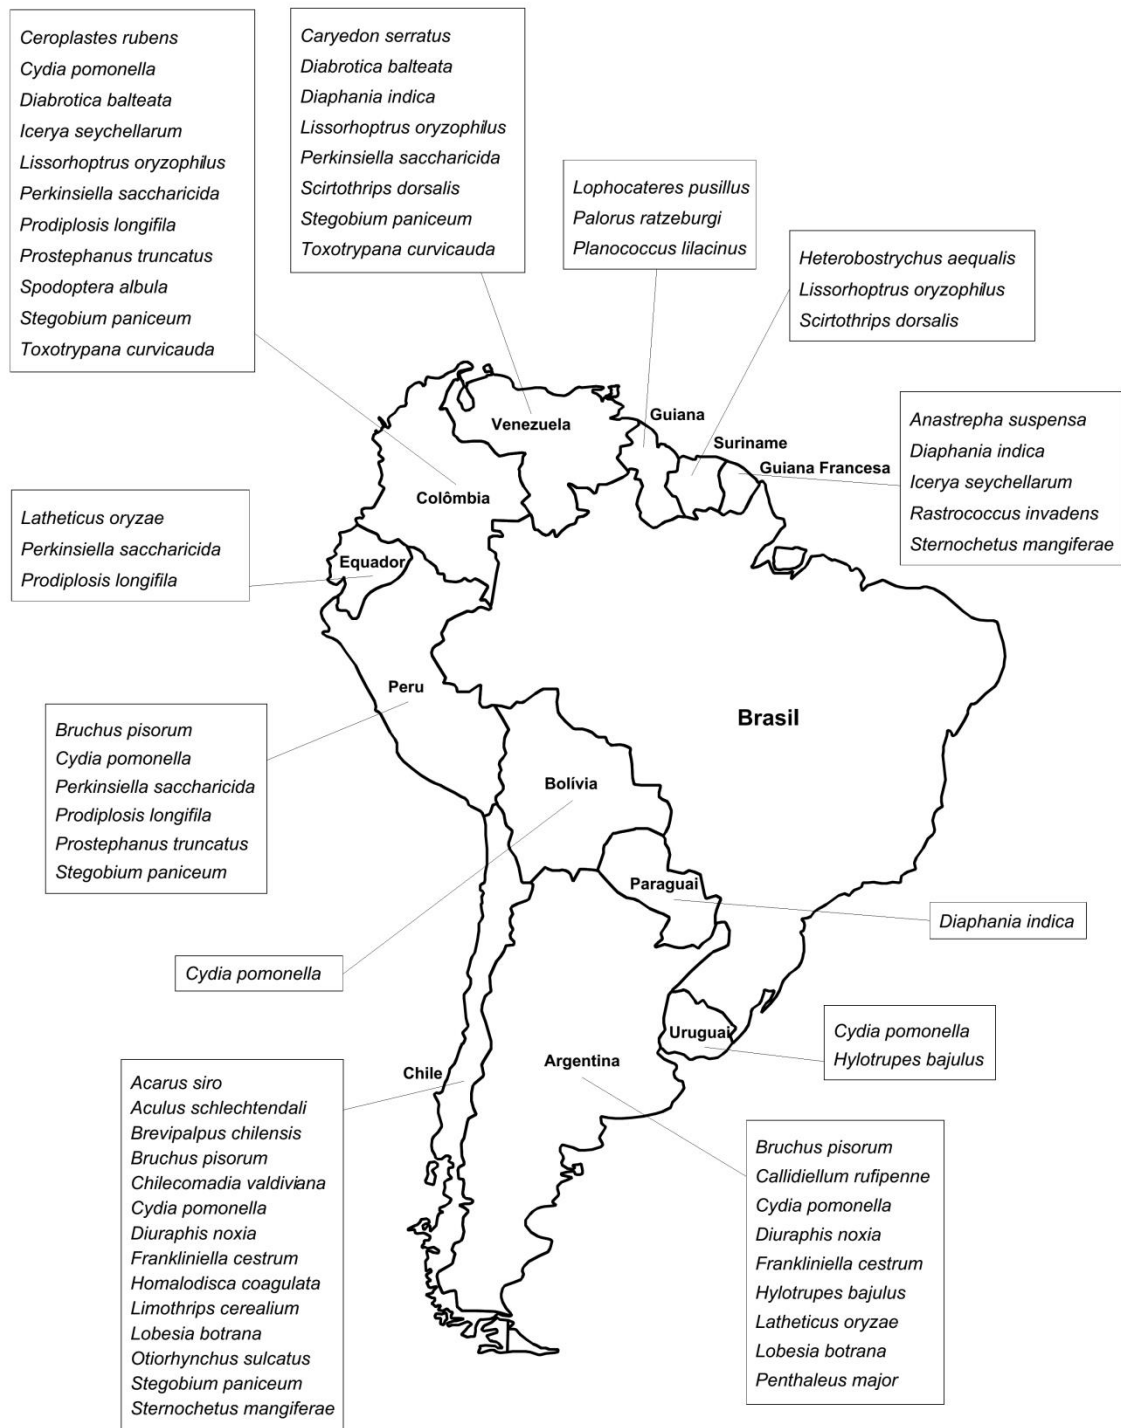 Ceroplastes rubens
Cydia pomonella
Diabrotica balteata
Icerya seychellarum
Lissorhoptrus oryzophilus
Perkinsiella saccharicida
Prodiplosis longifila
Prostephanus truncatus
Spodoptera albula
Stegobium paniceum
Toxotrypana curvicauda
Caryedon serratus
Diabrotica balteata
Diaphania indica
Lissorhoptrus oryzophilus
Perkinsiella saccharicida
Scirtothrips dorsalis
Stegobium paniceum
Toxotrypana curvicauda
Lophocateres pusillus
Palorus ratzeburgi
Planococcus lilacinus
Heterobostrychus aequalis
Lissorhoptrus oryzophilus
Scirtothrips dorsalis
Anastrepha suspensa
Diaphania indica
Icerya seychellarum
Rastrococcus invadens
Sternochetus mangiferae
Venezuela
Guiana
Suriname
Guiana Francesa
Colômbia
Equador
Latheticus oryzae
Perkinsiella saccharicida
Prodiplosis longifila
Peru
Brasil
Bruchus pisorum
Cydia pomonella
Perkinsiella saccharicida
Prodiplosis longifila
Prostephanus truncatus
Stegobium paniceum
Bolívia
Paraguai
Diaphania indica
Cydia pomonella
Uruguai
Cydia pomonella
Hylotrupes bajulus
Chile
Argentina
Acarus siro
Aculus schlechtendali
Brevipalpus chilensis
Bruchus pisorum
Chilecomadia valdiviana
Cydia pomonella
Diuraphis noxia
Frankliniella cestrum
Homalodisca coagulata
Limothrips cerealium
Lobesia botrana
Otiorhynchus sulcatus
Stegobium paniceum
Sternochetus mangiferae
Bruchus pisorum
Callidiellum rufipenne
Cydia pomonella
Diuraphis noxia
Frankliniella cestrum
Hylotrupes bajulus
Latheticus oryzae
Lobesia botrana
Penthaleus major